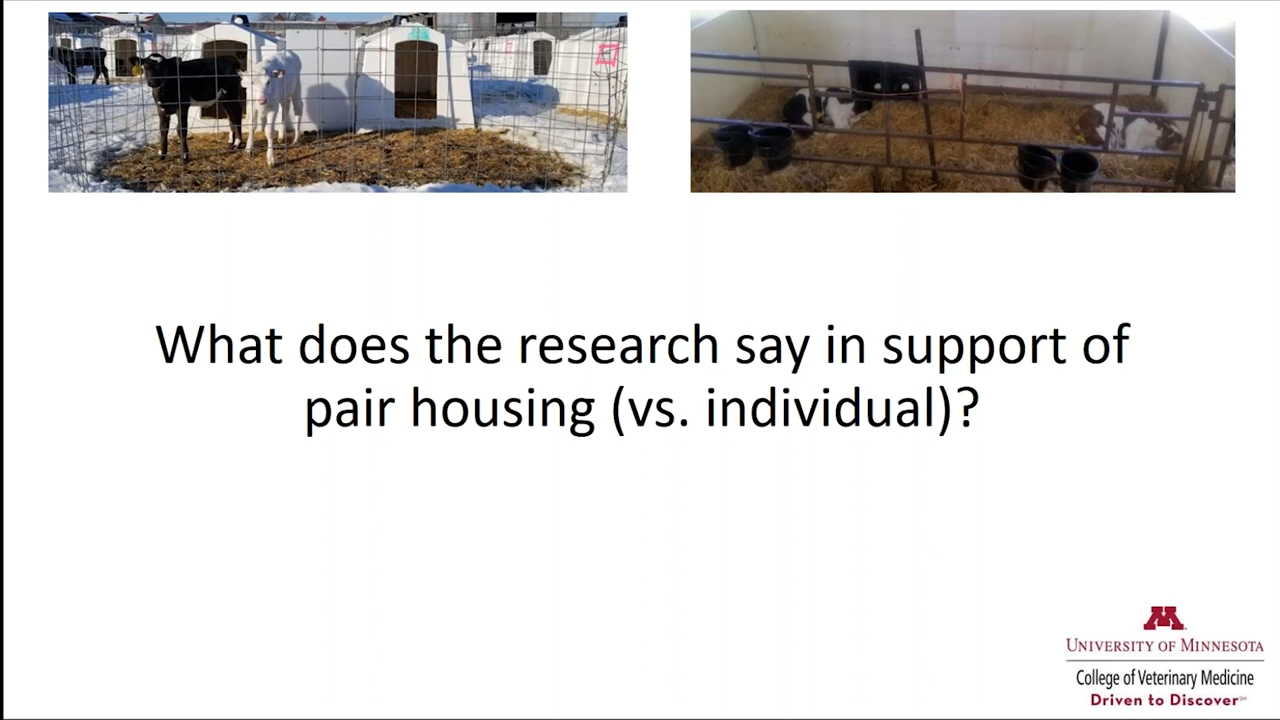 What does the research say in support of
pair housing (vs. individual)?
M
UNIVERSITY OF MINNESOTA
College of Veterinary Medicine
Driven to Discover℠